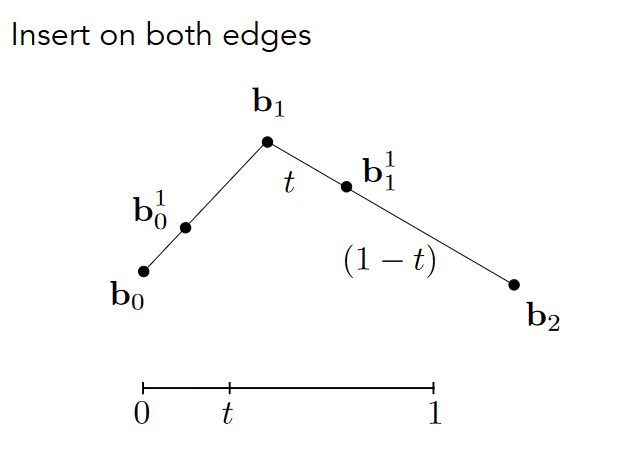 Insert on both edges
b₁
b₁¹
t
b₀¹
(1 − t)
b₀
b₂
0 t 1